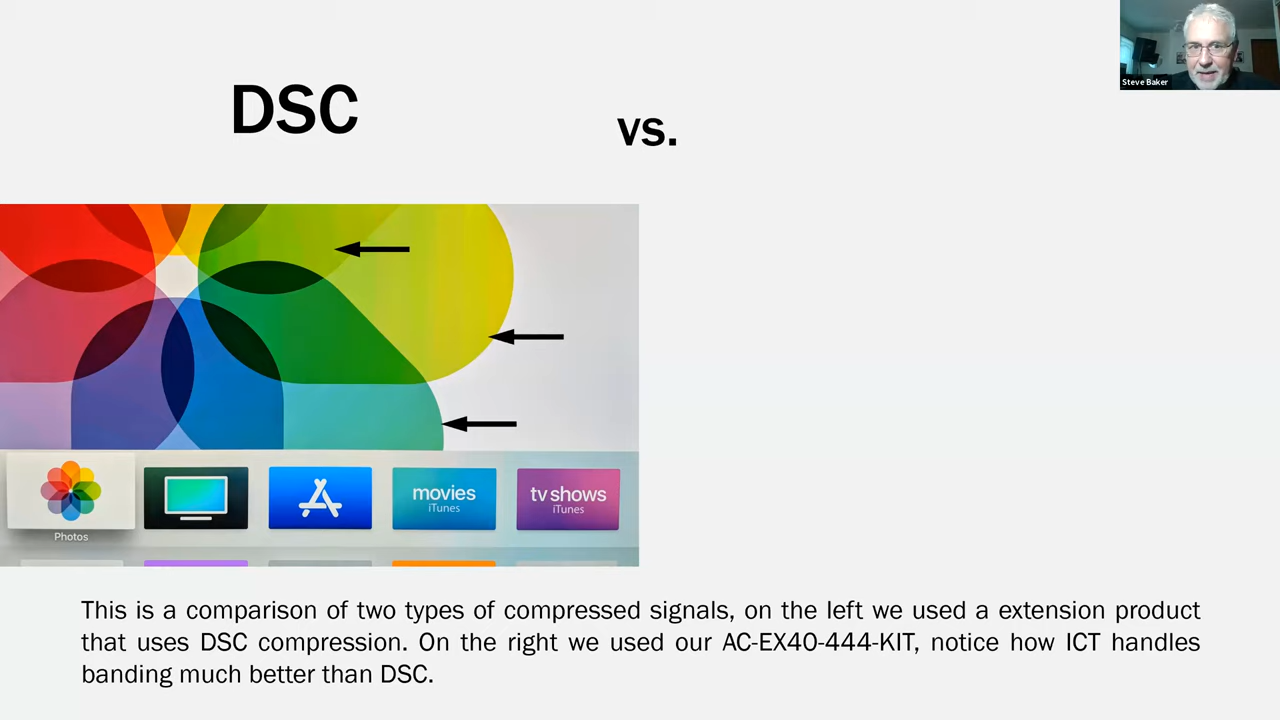 Steve Baker
DSC
vs.
movies
iTunes
tv shows
iTunes
Photos
This is a comparison of two types of compressed signals, on the left we used a extension product
that uses DSC compression. On the right we used our AC-EX40-444-KIT, notice how ICT handles
banding much better than DSC.